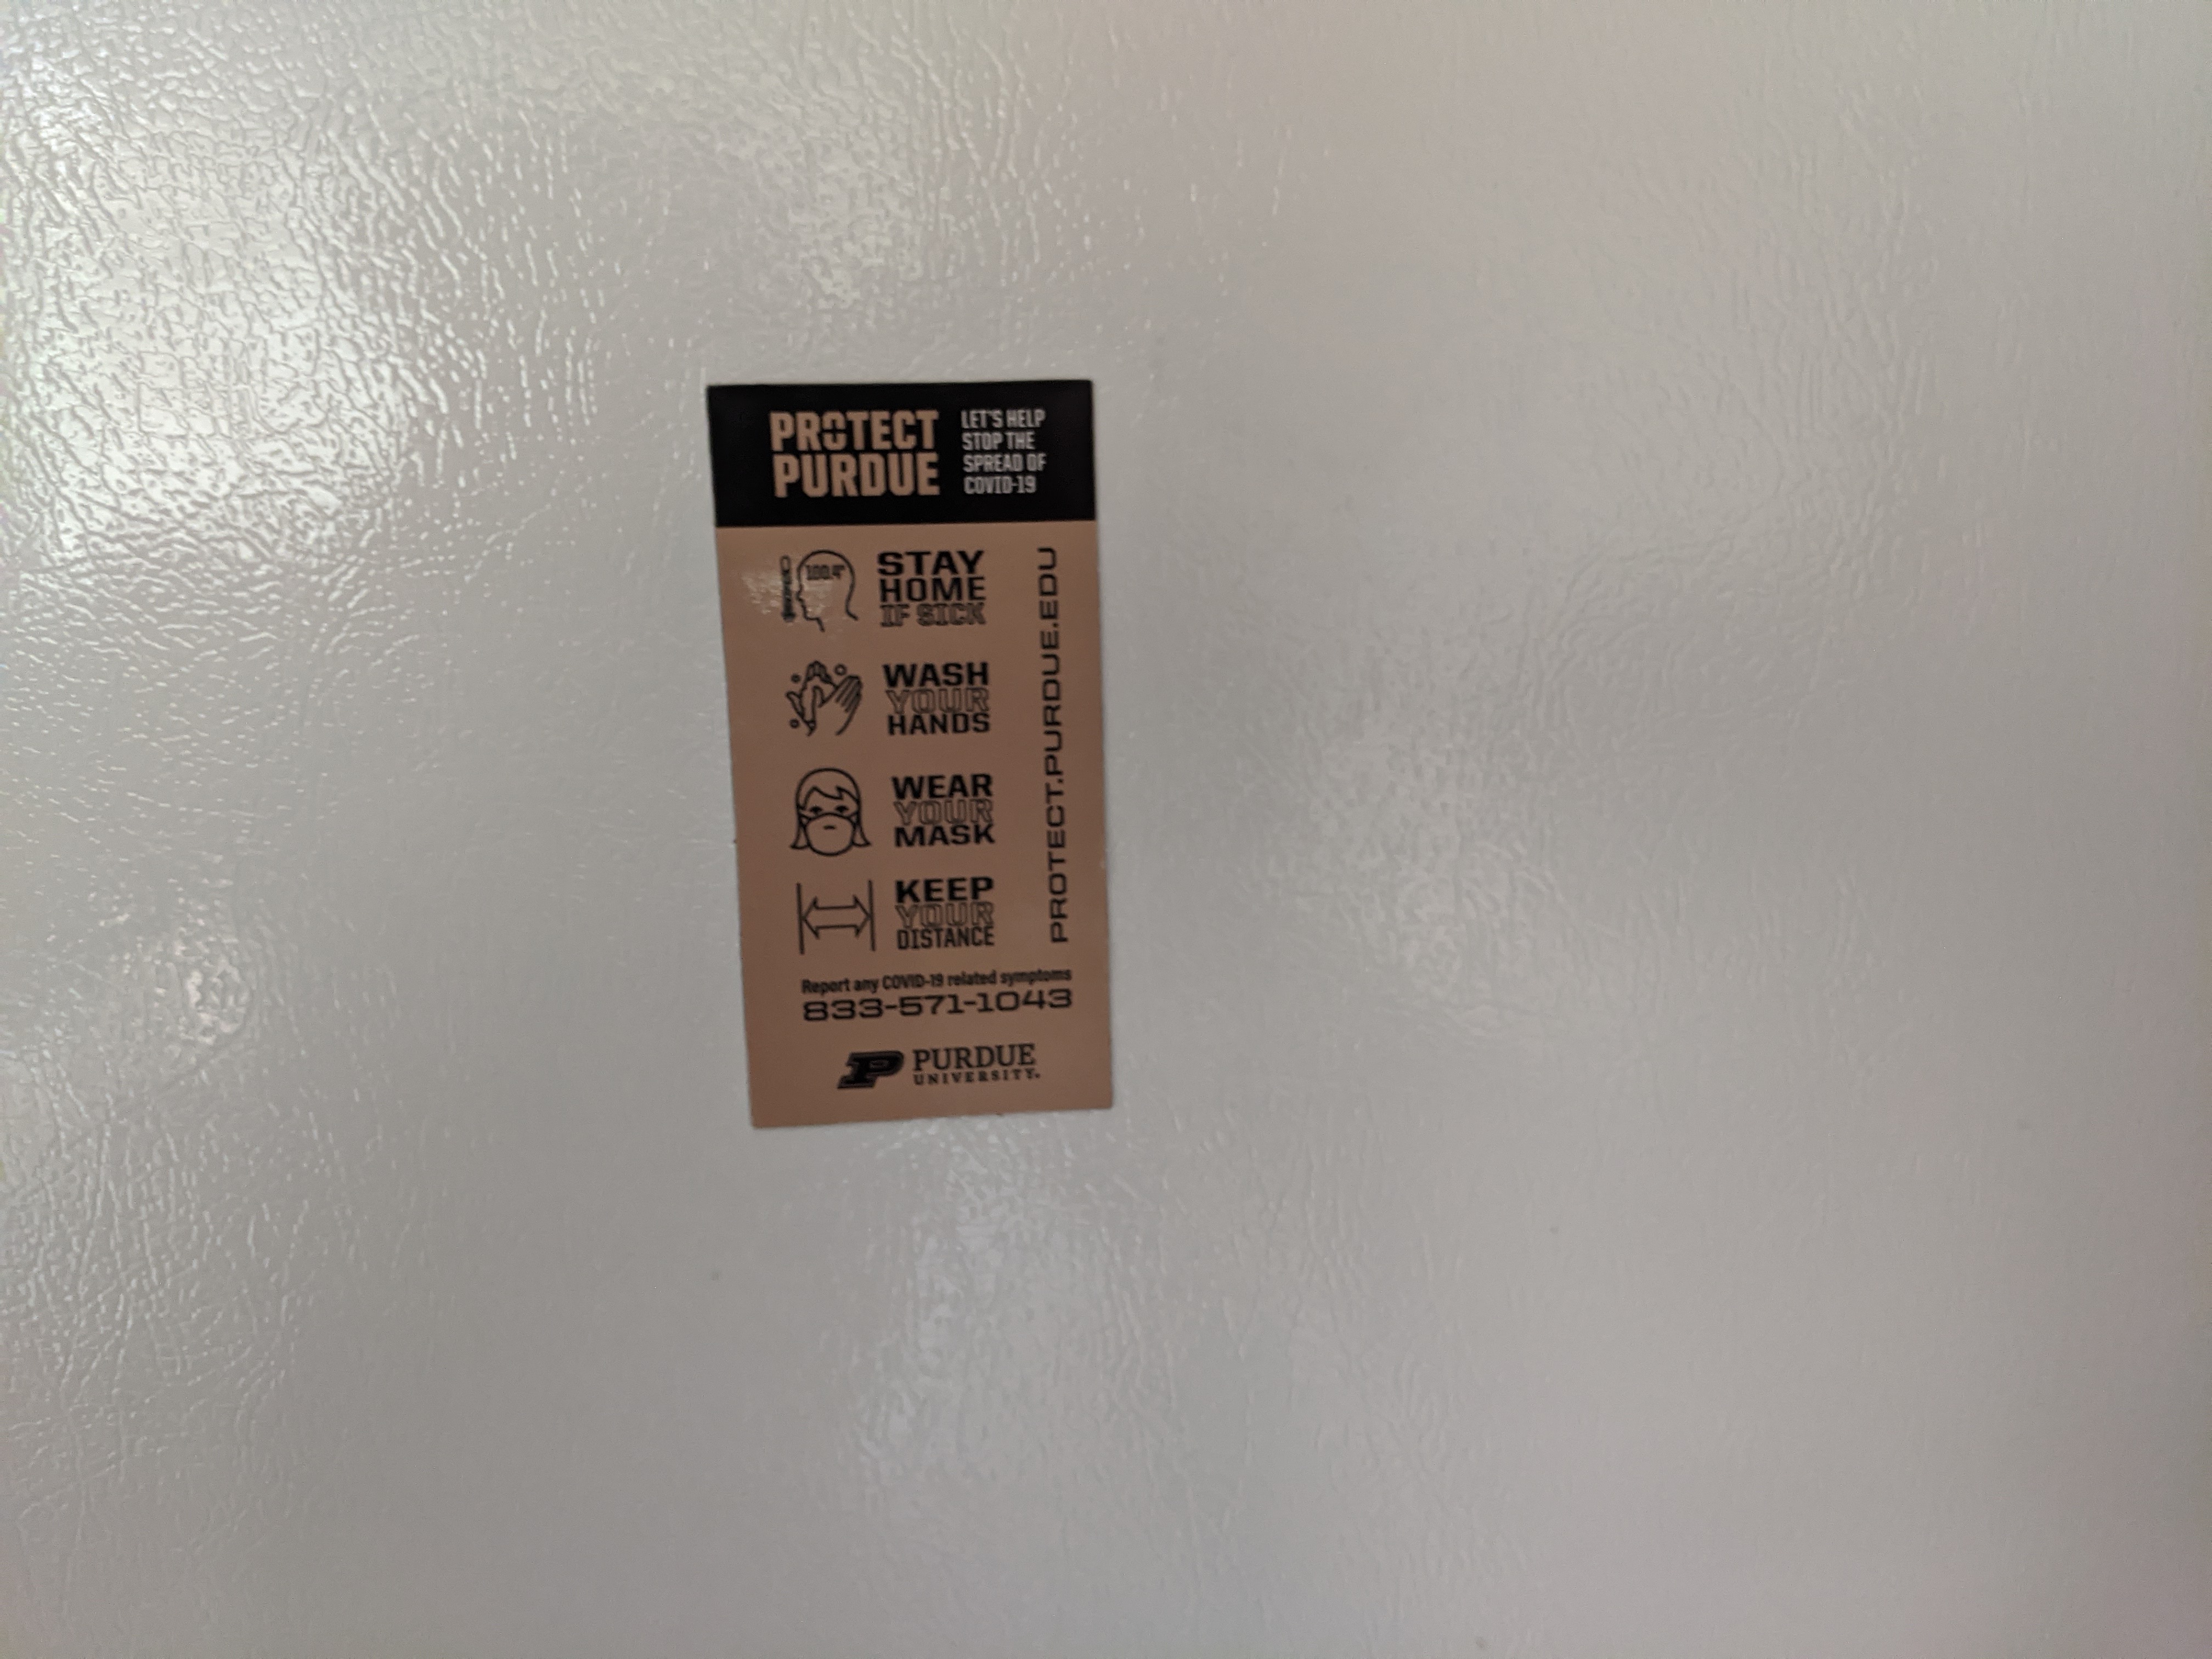 PROTECT
PURDUE
LET'S HELP
STOP THE
SPREAD OF
COVID-19
100.4°
STAY
HOME
IF SICK
WASH
YOUR
HANDS
WEAR
YOUR
MASK
KEEP
YOUR
DISTANCE
PROTECT.PURDUE.EDU
Report any COVID-19 related symptoms
833-571-1043
P PURDUE
UNIVERSITY.